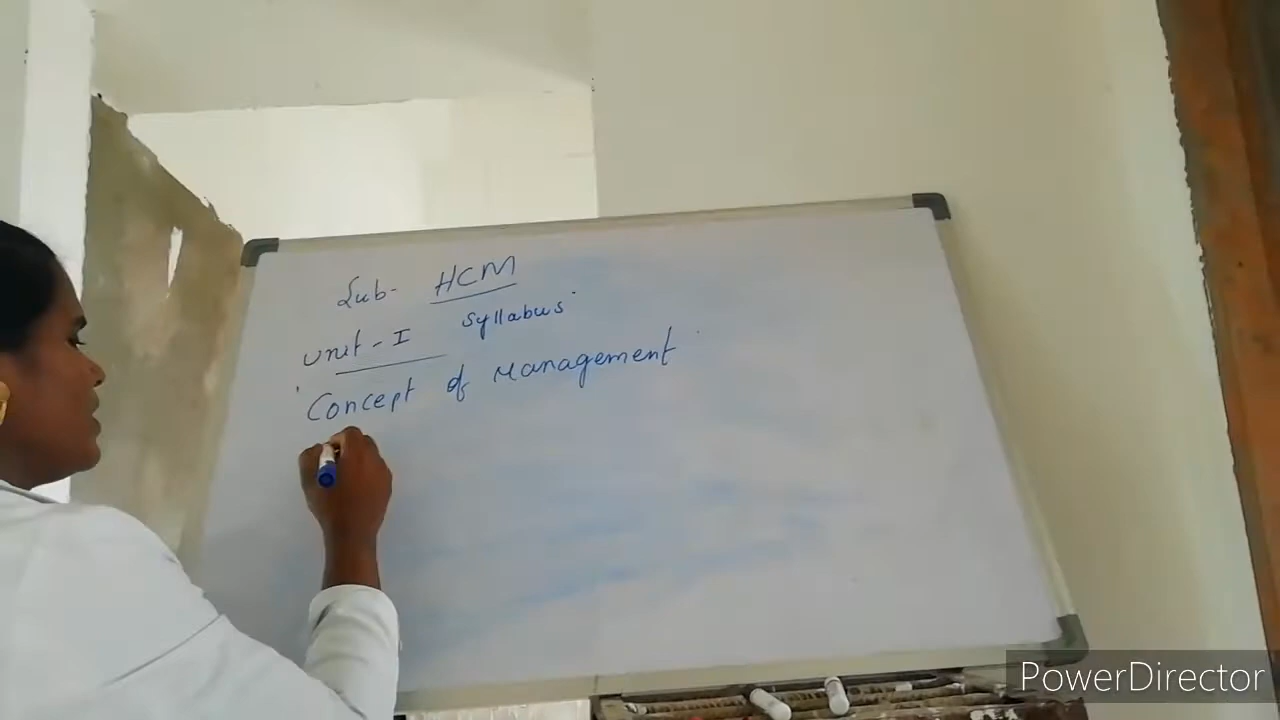 Sub- HCM
Unit - I Syllabus
Concept of Management
PowerDirector